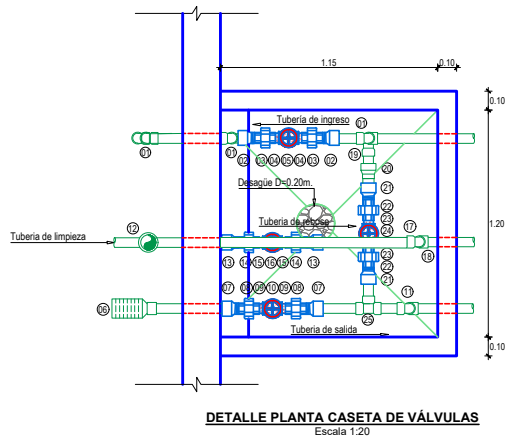 1.15
0.10
0.10
Tubería de ingreso
01
01
01
19
02 03 04 05 04 03 02
20
Desagüe D=0.20m.
21
22
Tubería de rebose
23
24
1.20
12
17
Tuberia de limpieza
18
13 14 15 16 15 14 13
23
22
07 08 09 10 09 08 07
21
06
11
25
Tubería de salida
0.10
DETALLE PLANTA CASETA DE VÁLVULAS
Escala 1:20